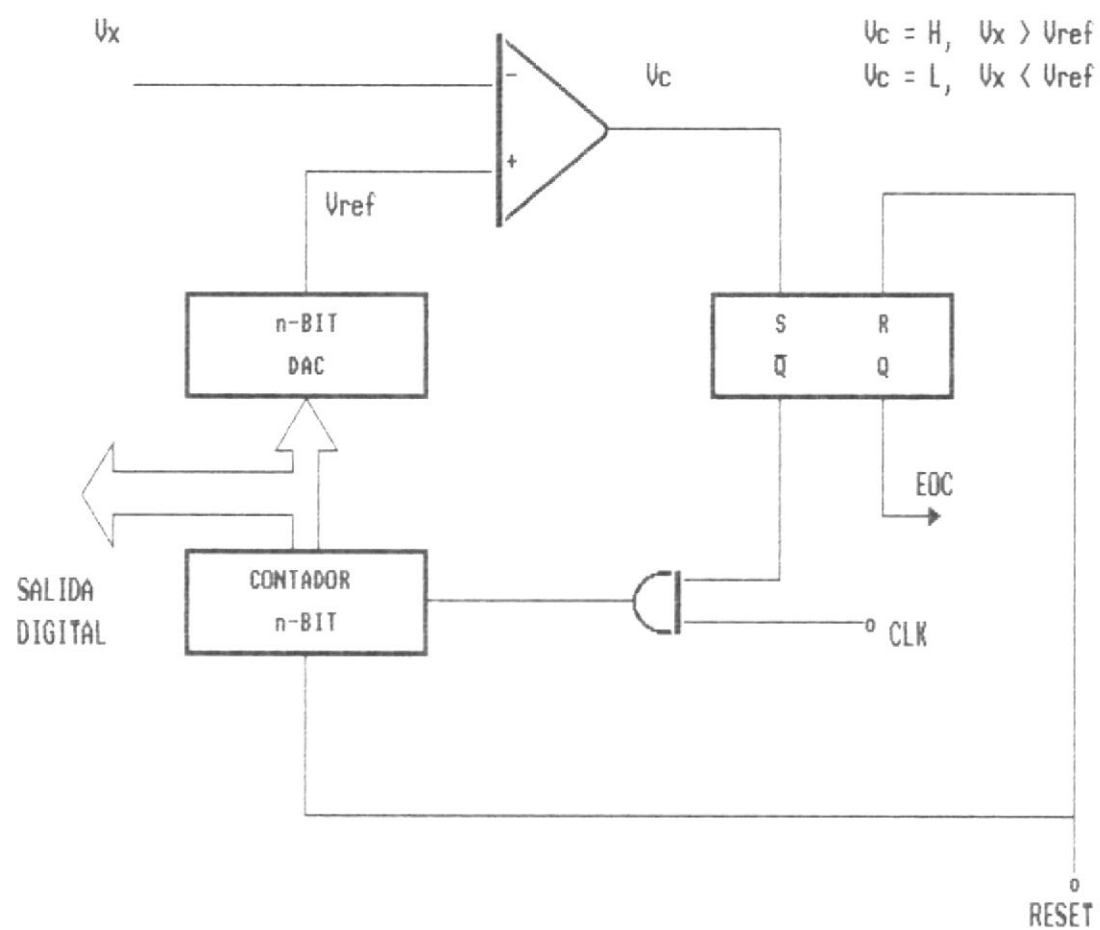 Vx
Vc = H, Vx > Vref
Vc = L, Vx < Vref
-
Vc
+
Vref
n-BIT
DAC
S R
Q̅ Q
EOC
SALIDA
DIGITAL
CONTADOR
n-BIT
CLK
RESET